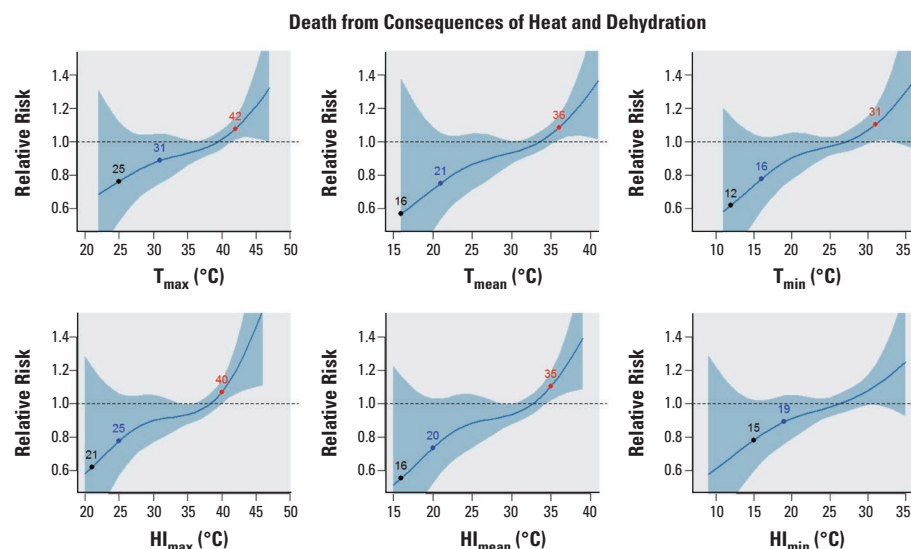 Death from Consequences of Heat and Dehydration
Relative Risk
1.4
1.2
1.0
0.8
0.6
25
31
42
20 25 30 35 40 45 50
Tmax (°C)
Relative Risk
1.4
1.2
1.0
0.8
0.6
16
21
36
15 20 25 30 35 40
Tmean (°C)
Relative Risk
1.4
1.2
1.0
0.8
0.6
12
16
31
10 15 20 25 30 35
Tmin (°C)
Relative Risk
1.4
1.2
1.0
0.8
0.6
21
25
40
20 25 30 35 40 45 50
HImax (°C)
Relative Risk
1.4
1.2
1.0
0.8
0.6
16
20
35
15 20 25 30 35 40
HImean (°C)
Relative Risk
1.4
1.2
1.0
0.8
0.6
15
19
10 15 20 25 30 35
HImin (°C)